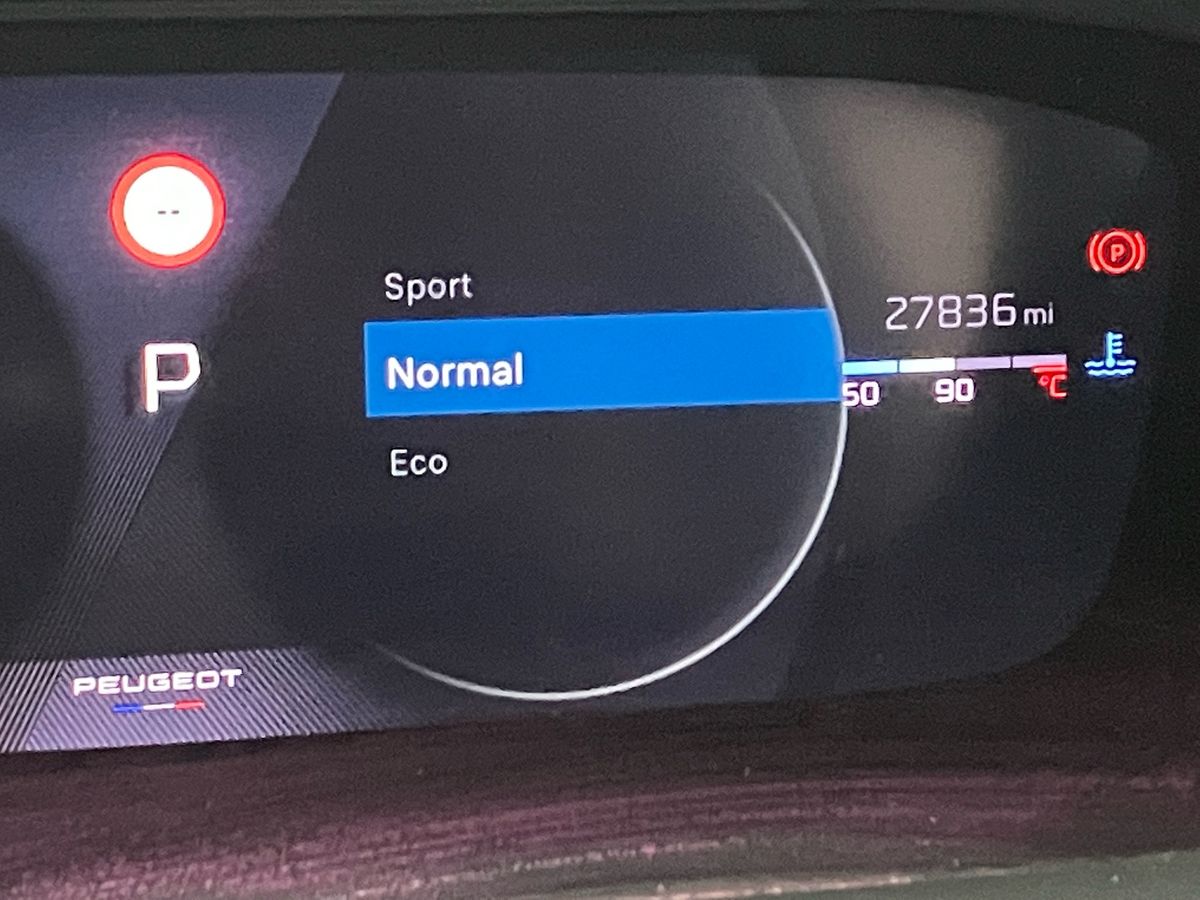 --
P
Sport
Normal
Eco
27836 mi
50 90 °C
P
PEUGEOT